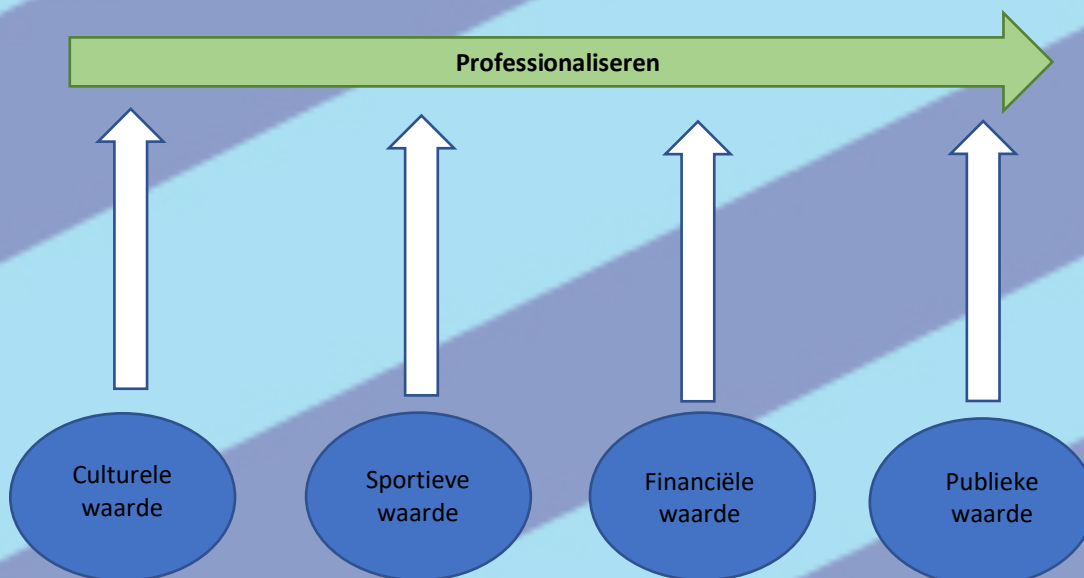 Professionaliseren
Culturele
waarde
Sportieve
waarde
Financiële
waarde
Publieke
waarde